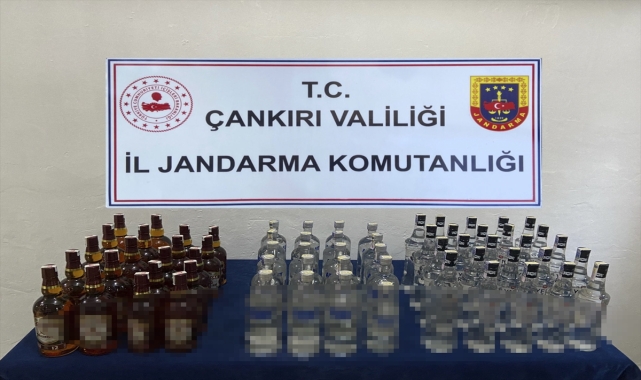 T.C.
ÇANKIRI VALİLİĞİ
İL JANDARMA KOMUTANLIĞI
JANDARMA